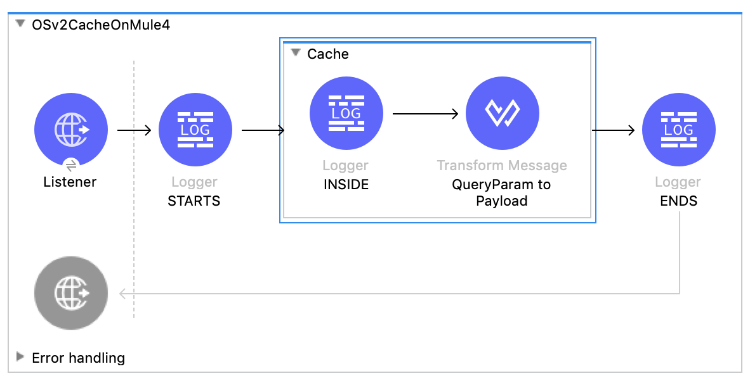 OSv2CacheOnMule4
Cache
LOG
LOG
LOG
Listener
Logger
STARTS
Logger
INSIDE
Transform Message
QueryParam to
Payload
Logger
ENDS
Error handling